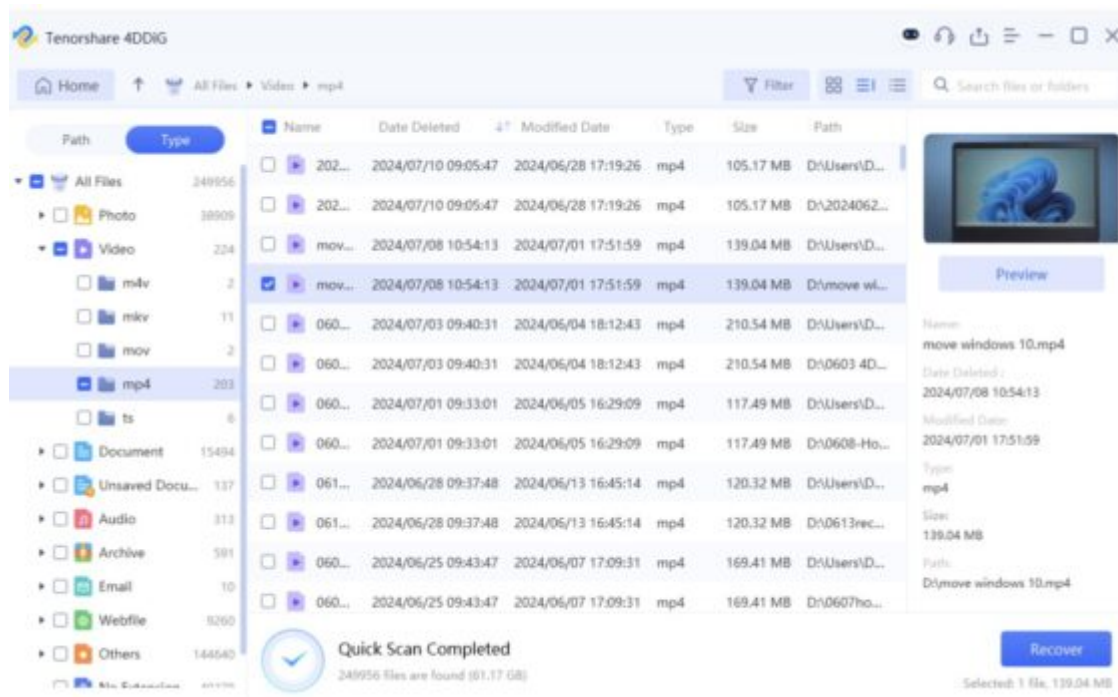 Tenorshare 4DDiG
Home
All Files Video mp4
Filter
Search files or folders
Path Type
All Files 249956
Photo 38909
Video 224
m4v 2
mkv 11
mov 2
mp4 203
ts 6
Document 15494
Unsaved Docu... 137
Audio 313
Archive 591
Email 10
Webfile 9260
Others 144640
No Extension
Name Date Deleted Modified Date Type Size Path
202... 2024/07/10 09:05:47 2024/06/28 17:19:26 mp4 105.17 MB D:\Users\D...
202... 2024/07/10 09:05:47 2024/06/28 17:19:26 mp4 105.17 MB D:\2024062...
mov... 2024/07/08 10:54:13 2024/07/01 17:51:59 mp4 139.04 MB D:\Users\D...
mov... 2024/07/08 10:54:13 2024/07/01 17:51:59 mp4 139.04 MB D:\move wi...
060... 2024/07/03 09:40:31 2024/06/04 18:12:43 mp4 210.54 MB D:\Users\D...
060... 2024/07/03 09:40:31 2024/06/04 18:12:43 mp4 210.54 MB D:\0603 4D...
060... 2024/07/01 09:33:01 2024/06/05 16:29:09 mp4 117.49 MB D:\Users\D...
060... 2024/07/01 09:33:01 2024/06/05 16:29:09 mp4 117.49 MB D:\0608-Ho...
061... 2024/06/28 09:37:48 2024/06/13 16:45:14 mp4 120.32 MB D:\Users\D...
061... 2024/06/28 09:37:48 2024/06/13 16:45:14 mp4 120.32 MB D:\0613rec...
060... 2024/06/25 09:43:47 2024/06/07 17:09:31 mp4 169.41 MB D:\Users\D...
060... 2024/06/25 09:43:47 2024/06/07 17:09:31 mp4 169.41 MB D:\0607ho...
Preview
Name:
move windows 10.mp4
Date Deleted :
2024/07/08 10:54:13
Modified Date:
2024/07/01 17:51:59
Type:
mp4
Size:
139.04 MB
Path:
D:\move windows 10.mp4
Quick Scan Completed
249956 files are found (61.17 GB)
Recover
Selected: 1 file, 139.04 MB